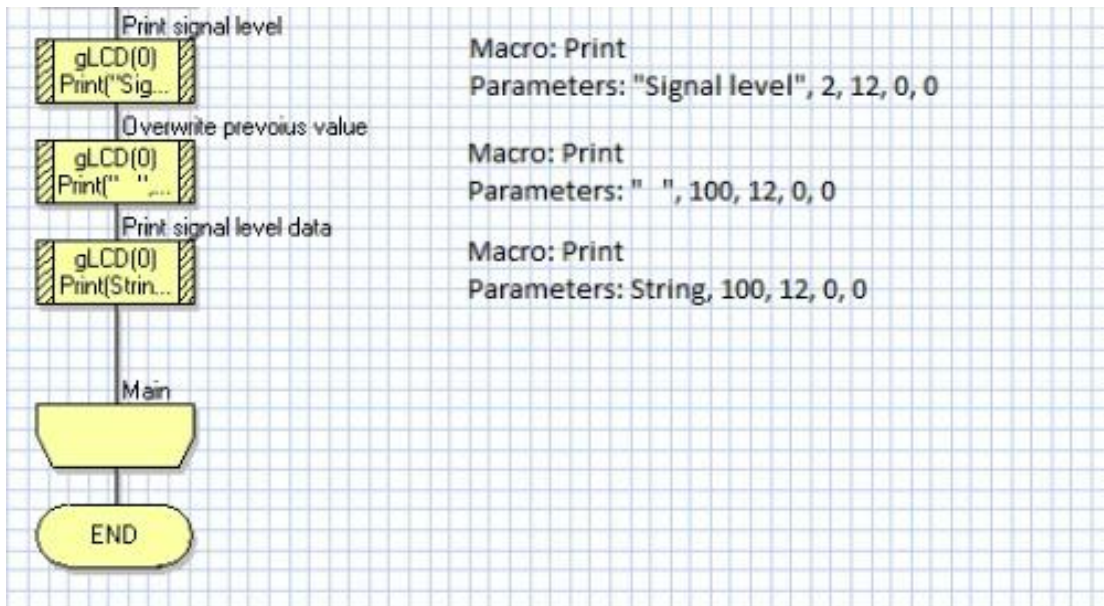 Print signal level
gLCD(0)
Print("Sig...
Macro: Print
Parameters: "Signal level", 2, 12, 0, 0
Overwrite prevoius value
gLCD(0)
Print("   ",...
Macro: Print
Parameters: "   ", 100, 12, 0, 0
Print signal level data
gLCD(0)
Print(Strin...
Macro: Print
Parameters: String, 100, 12, 0, 0
Main
END